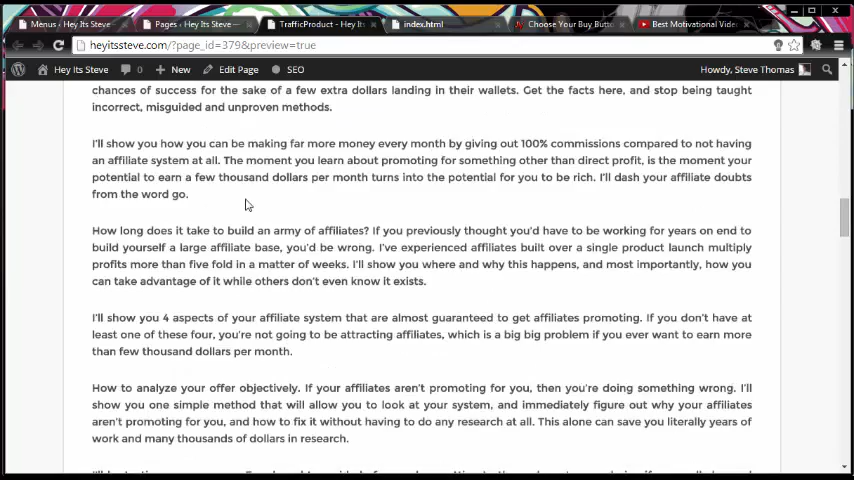 Menus ‹ Hey It's Steve —
Pages ‹ Hey It's Steve —
TrafficProduct - Hey Its
index.html
Choose Your Buy Butto
Best Motivational Vide
heyitssteve.com/?page_id=379&preview=true
Hey Its Steve
0
+ New
Edit Page
SEO
Howdy, Steve Thomas
chances of success for the sake of a few extra dollars landing in their wallets. Get the facts here, and stop being taught
incorrect, misguided and unproven methods.
I'll show you how you can be making far more money every month by giving out 100% commissions compared to not having
an affiliate system at all. The moment you learn about promoting for something other than direct profit, is the moment your
potential to earn a few thousand dollars per month turns into the potential for you to be rich. I'll dash your affiliate doubts
from the word go.
How long does it take to build an army of affiliates? If you previously thought you'd have to be working for years on end to
build yourself a large affiliate base, you'd be wrong. I've experienced affiliates built over a single product launch multiply
profits more than five fold in a matter of weeks. I'll show you where and why this happens, and most importantly, how you
can take advantage of it while others don't even know it exists.
I'll show you 4 aspects of your affiliate system that are almost guaranteed to get affiliates promoting. If you don't have at
least one of these four, you're not going to be attracting affiliates, which is a big big problem if you ever want to earn more
than few thousand dollars per month.
How to analyze your offer objectively. If your affiliates aren't promoting for you, then you're doing something wrong. I'll
show you one simple method that will allow you to look at your system, and immediately figure out why your affiliates
aren't promoting for you, and how to fix it without having to do any research at all. This alone can save you literally years of
work and many thousands of dollars in research.